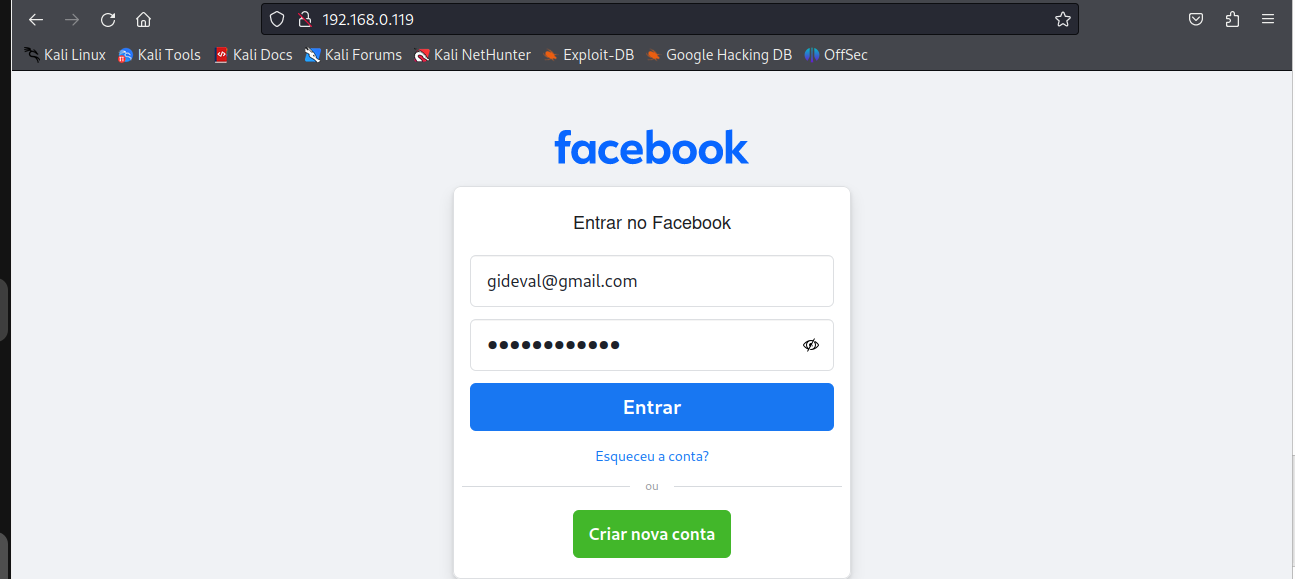 192.168.0.119
Kali Linux Kali Tools Kali Docs Kali Forums Kali NetHunter Exploit-DB Google Hacking DB OffSec
facebook
Entrar no Facebook
gideval@gmail.com
••••••••••••
Entrar
Esqueceu a conta?
ou
Criar nova conta